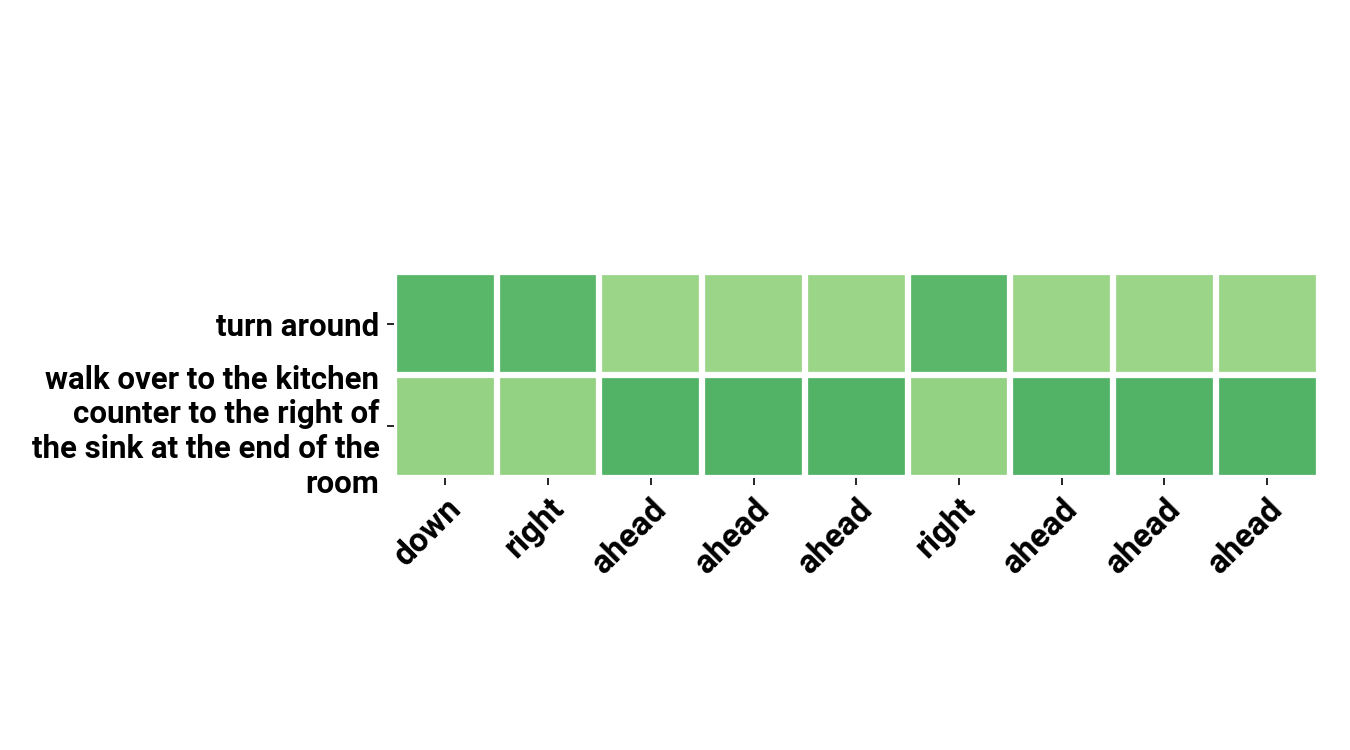 turn around
walk over to the kitchen
counter to the right of
the sink at the end of the
room
down
right
ahead
ahead
ahead
right
ahead
ahead
ahead